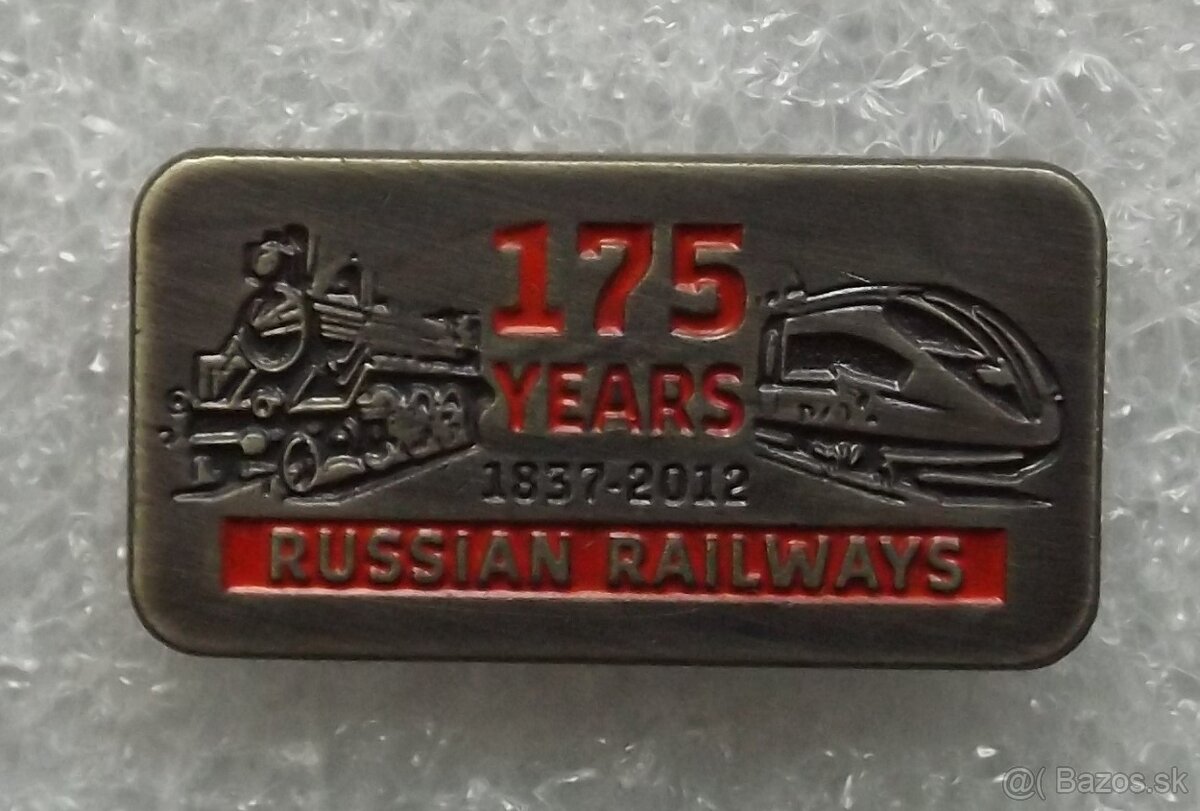 175
YEARS
1837-2012
RUSSiAN RAiLWAYS
@( Bazos.sk